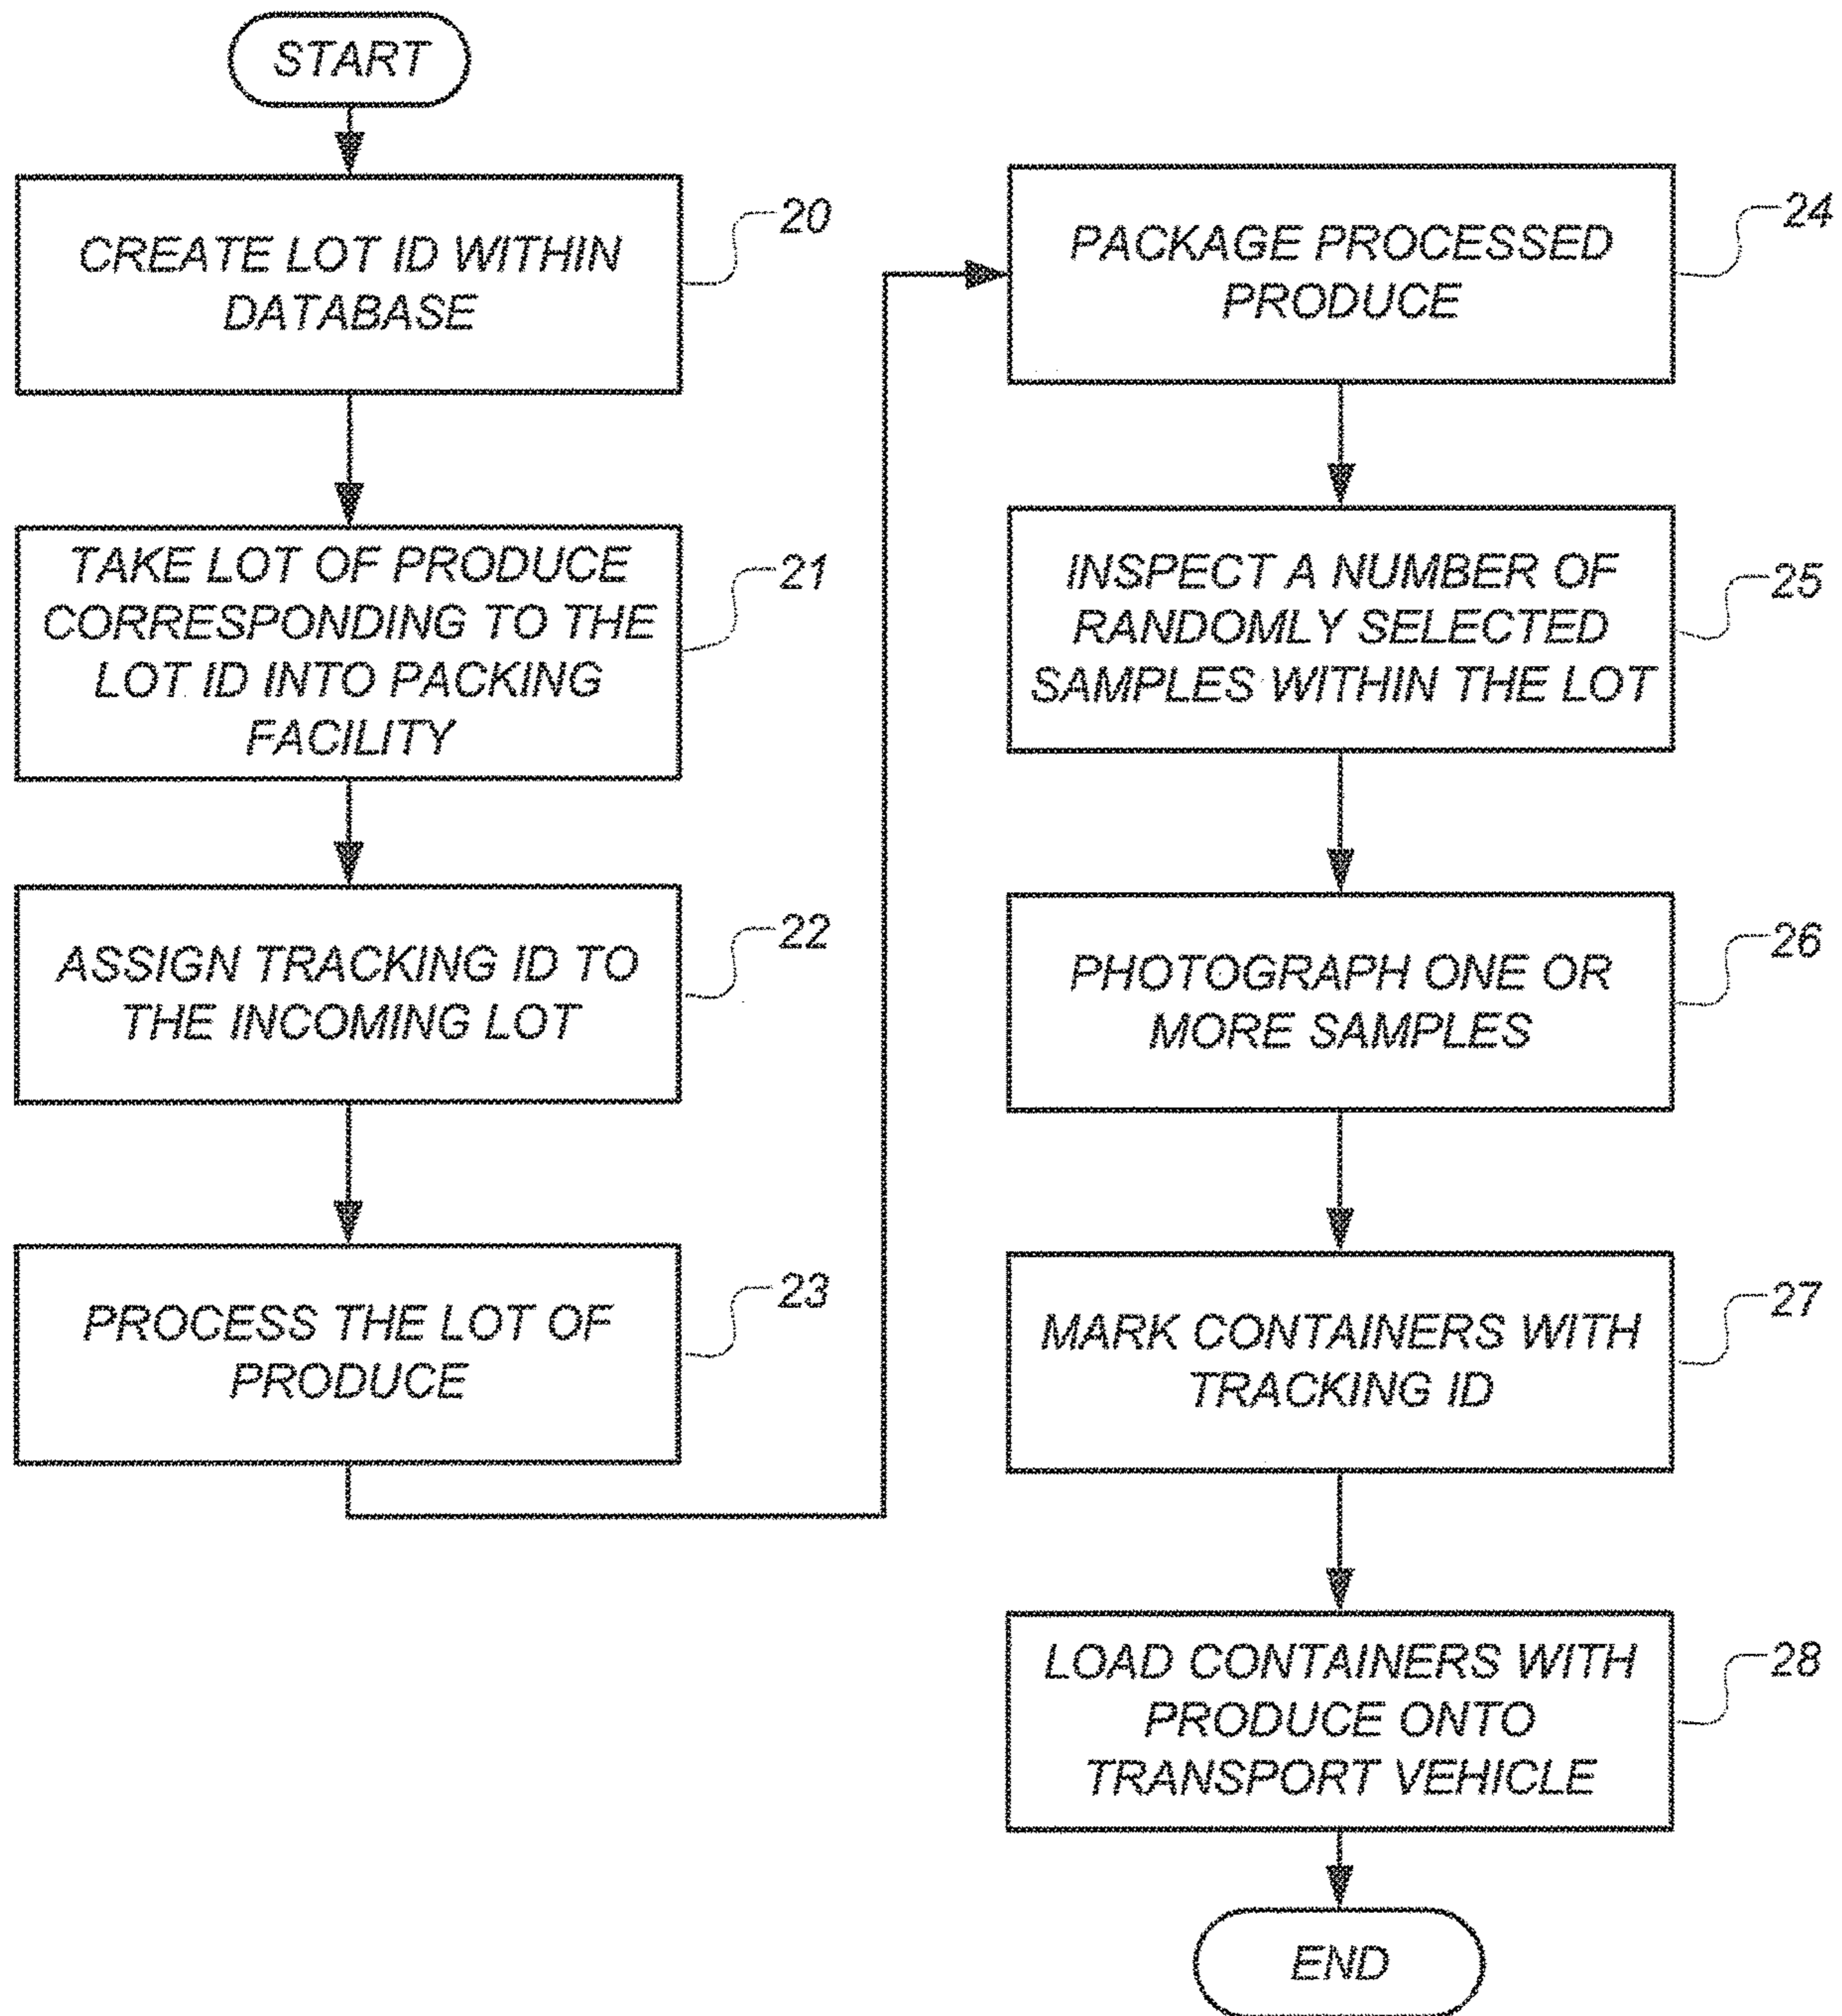 START
CREATE LOT ID WITHIN
DATABASE
20
TAKE LOT OF PRODUCE
CORRESPONDING TO THE
LOT ID INTO PACKING
FACILITY
21
ASSIGN TRACKING ID TO
THE INCOMING LOT
22
PROCESS THE LOT OF
PRODUCE
23
PACKAGE PROCESSED
PRODUCE
24
INSPECT A NUMBER OF
RANDOMLY SELECTED
SAMPLES WITHIN THE LOT
25
PHOTOGRAPH ONE OR
MORE SAMPLES
26
MARK CONTAINERS WITH
TRACKING ID
27
LOAD CONTAINERS WITH
PRODUCE ONTO
TRANSPORT VEHICLE
28
END